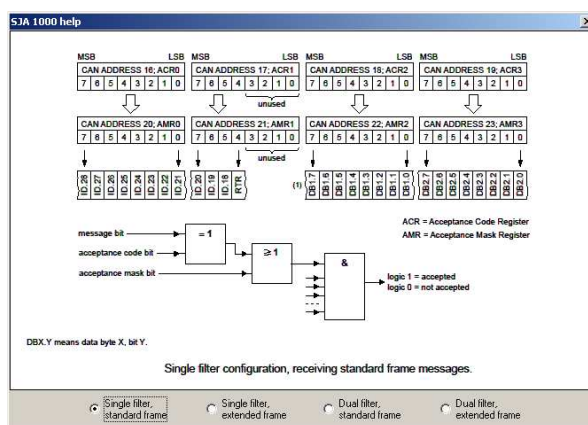 SJA 1000 help
MSB LSB MSB LSB MSB LSB MSB LSB
CAN ADDRESS 16; ACR0 CAN ADDRESS 17; ACR1 CAN ADDRESS 18; ACR2 CAN ADDRESS 19; ACR3
7 6 5 4 3 2 1 0 7 6 5 4 3 2 1 0 7 6 5 4 3 2 1 0 7 6 5 4 3 2 1 0
unused
CAN ADDRESS 20; AMR0 CAN ADDRESS 21; AMR1 CAN ADDRESS 22; AMR2 CAN ADDRESS 23; AMR3
7 6 5 4 3 2 1 0 7 6 5 4 3 2 1 0 7 6 5 4 3 2 1 0 7 6 5 4 3 2 1 0
unused
ID.28 ID.27 ID.26 ID.25 ID.24 ID.23 ID.22 ID.21 ID.20 ID.19 ID.18 RTR (1) DB1.7 DB1.6 DB1.5 DB1.4 DB1.3 DB1.2 DB1.1 DB1.0 DB2.7 DB2.6 DB2.5 DB2.4 DB2.3 DB2.2 DB2.1 DB2.0
ACR = Acceptance Code Register
AMR = Acceptance Mask Register
message bit
= 1
acceptance code bit
≥ 1
acceptance mask bit
&
logic 1 = accepted
logic 0 = not accepted
DBX.Y means data byte X, bit Y.
Single filter configuration, receiving standard frame messages.
Single filter, standard frame
Single filter, extended frame
Dual filter, standard frame
Dual filter, extended frame